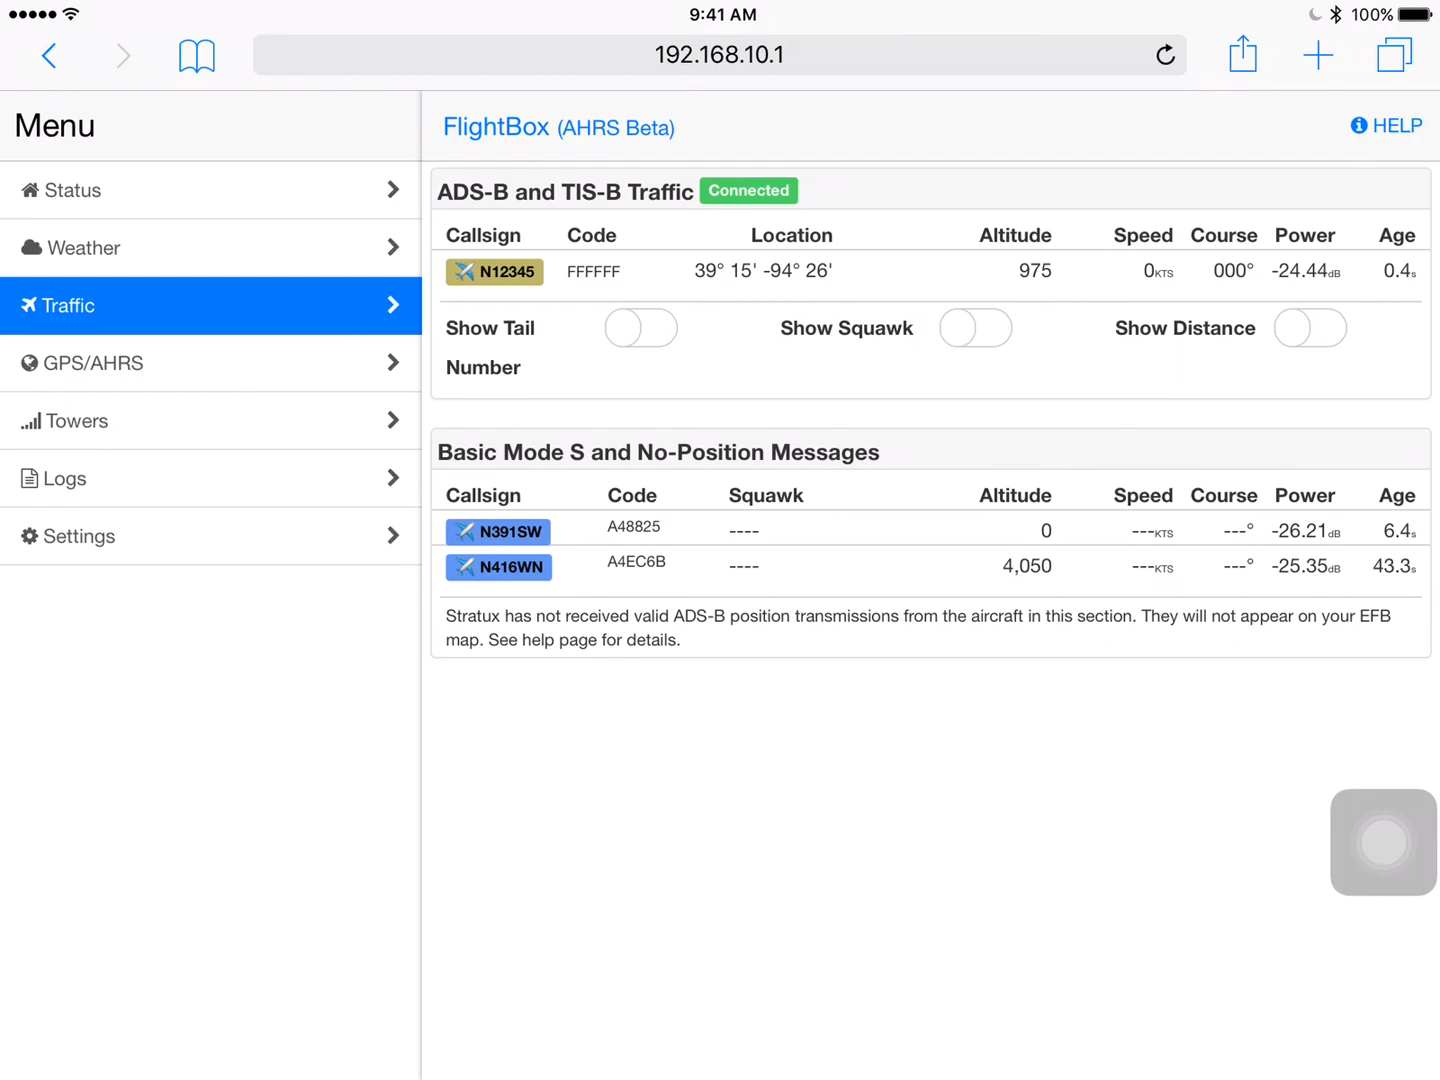 9:41 AM 100%
192.168.10.1
Menu
FlightBox (AHRS Beta) HELP
Status
Weather
Traffic
GPS/AHRS
Towers
Logs
Settings
ADS-B and TIS-B Traffic Connected
Callsign Code Location Altitude Speed Course Power Age
N12345 FFFFFF 39° 15' -94° 26' 975 0KTS 000° -24.44dB 0.4s
Show Tail Number Show Squawk Show Distance
Basic Mode S and No-Position Messages
Callsign Code Squawk Altitude Speed Course Power Age
N391SW A48825 ---- 0 ---KTS ---° -26.21dB 6.4s
N416WN A4EC6B ---- 4,050 ---KTS ---° -25.35dB 43.3s
Stratux has not received valid ADS-B position transmissions from the aircraft in this section. They will not appear on your EFB
map. See help page for details.